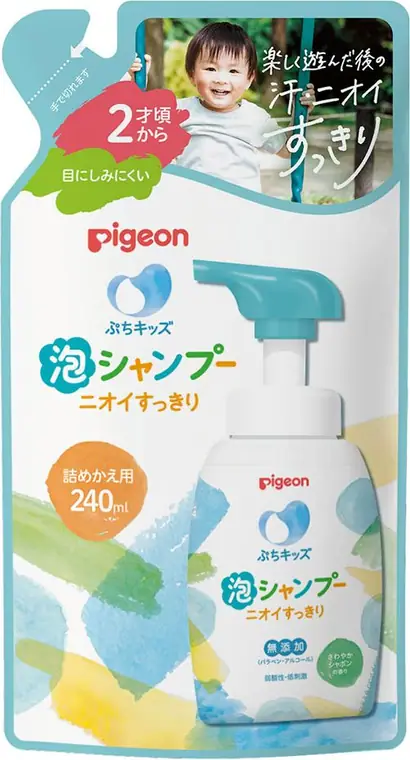 手で切れます
楽しく遊んだ後の
汗・ニオイ
すっきり
2才頃
から
目にしみにくい
Pigeon
ぷちキッズ
泡シャンプー
ニオイすっきり
詰めかえ用
240ml
Pigeon
ぷちキッズ
泡シャンプー
ニオイすっきり
無添加
(パラベン・アルコール)
弱酸性・低刺激
さわやか
シャボン
の香り